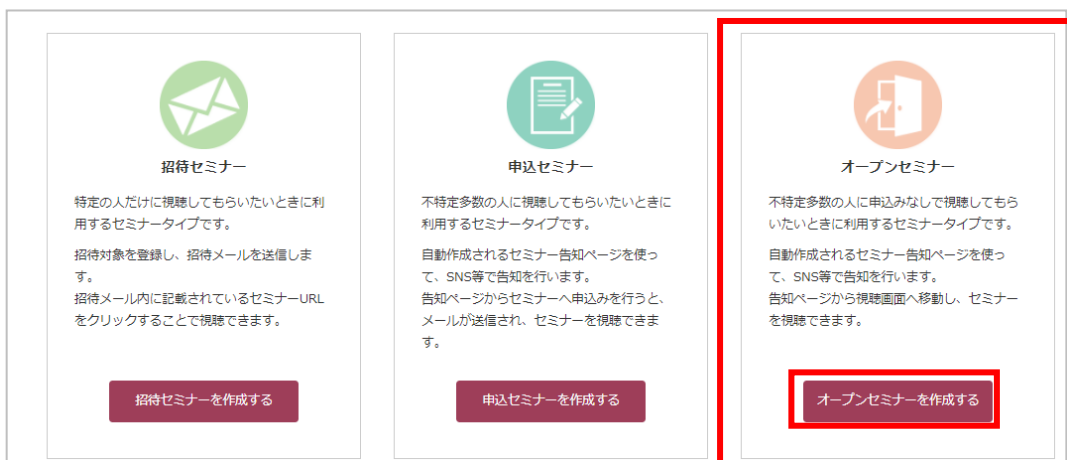 招待セミナー
特定の人だけに視聴してもらいたいときに利
用するセミナータイプです。
招待対象を登録し、招待メールを送信しま
す。
招待メール内に記載されているセミナーURL
をクリックすることで視聴できます。
招待セミナーを作成する
申込セミナー
不特定多数の人に視聴してもらいたいときに
利用するセミナータイプです。
自動作成されるセミナー告知ページを使っ
て、SNS等で告知を行います。
告知ページからセミナーへ申込みを行うと、
メールが送信され、セミナーを視聴できま
す。
申込セミナーを作成する
オープンセミナー
不特定多数の人に申込みなしで視聴してもら
いたいときに利用するセミナータイプです。
自動作成されるセミナー告知ページを使っ
て、SNS等で告知を行います。
告知ページから視聴画面へ移動し、セミナー
を視聴できます。
オープンセミナーを作成する